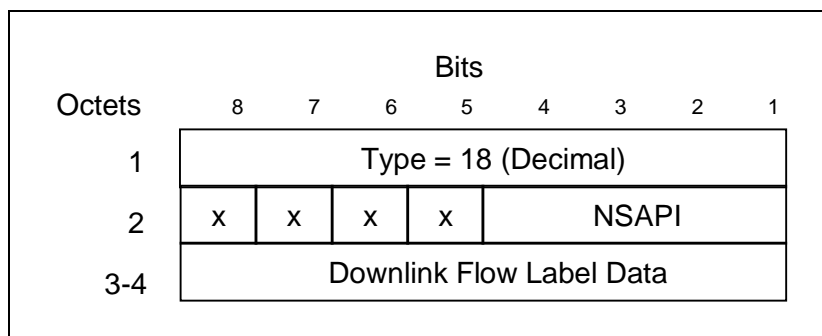 Bits
Octets 8 7 6 5 4 3 2 1
1 Type = 18 (Decimal)
2 x x x x NSAPI
3-4 Downlink Flow Label Data